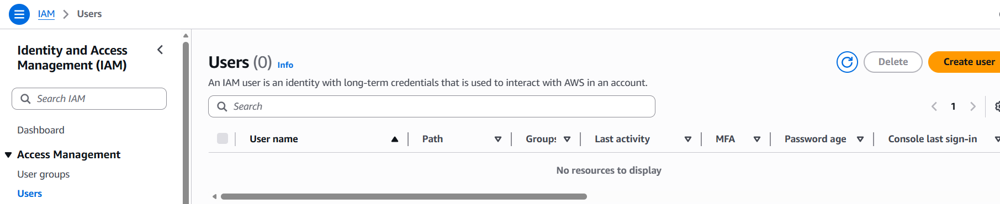 IAM > Users
Identity and Access
Management (IAM)
Search IAM
Dashboard
Access Management
User groups
Users
Users (0) Info
Delete
Create user
An IAM user is an identity with long-term credentials that is used to interact with AWS in an account.
Search
1
User name Path Groups Last activity MFA Password age Console last sign-in
No resources to display